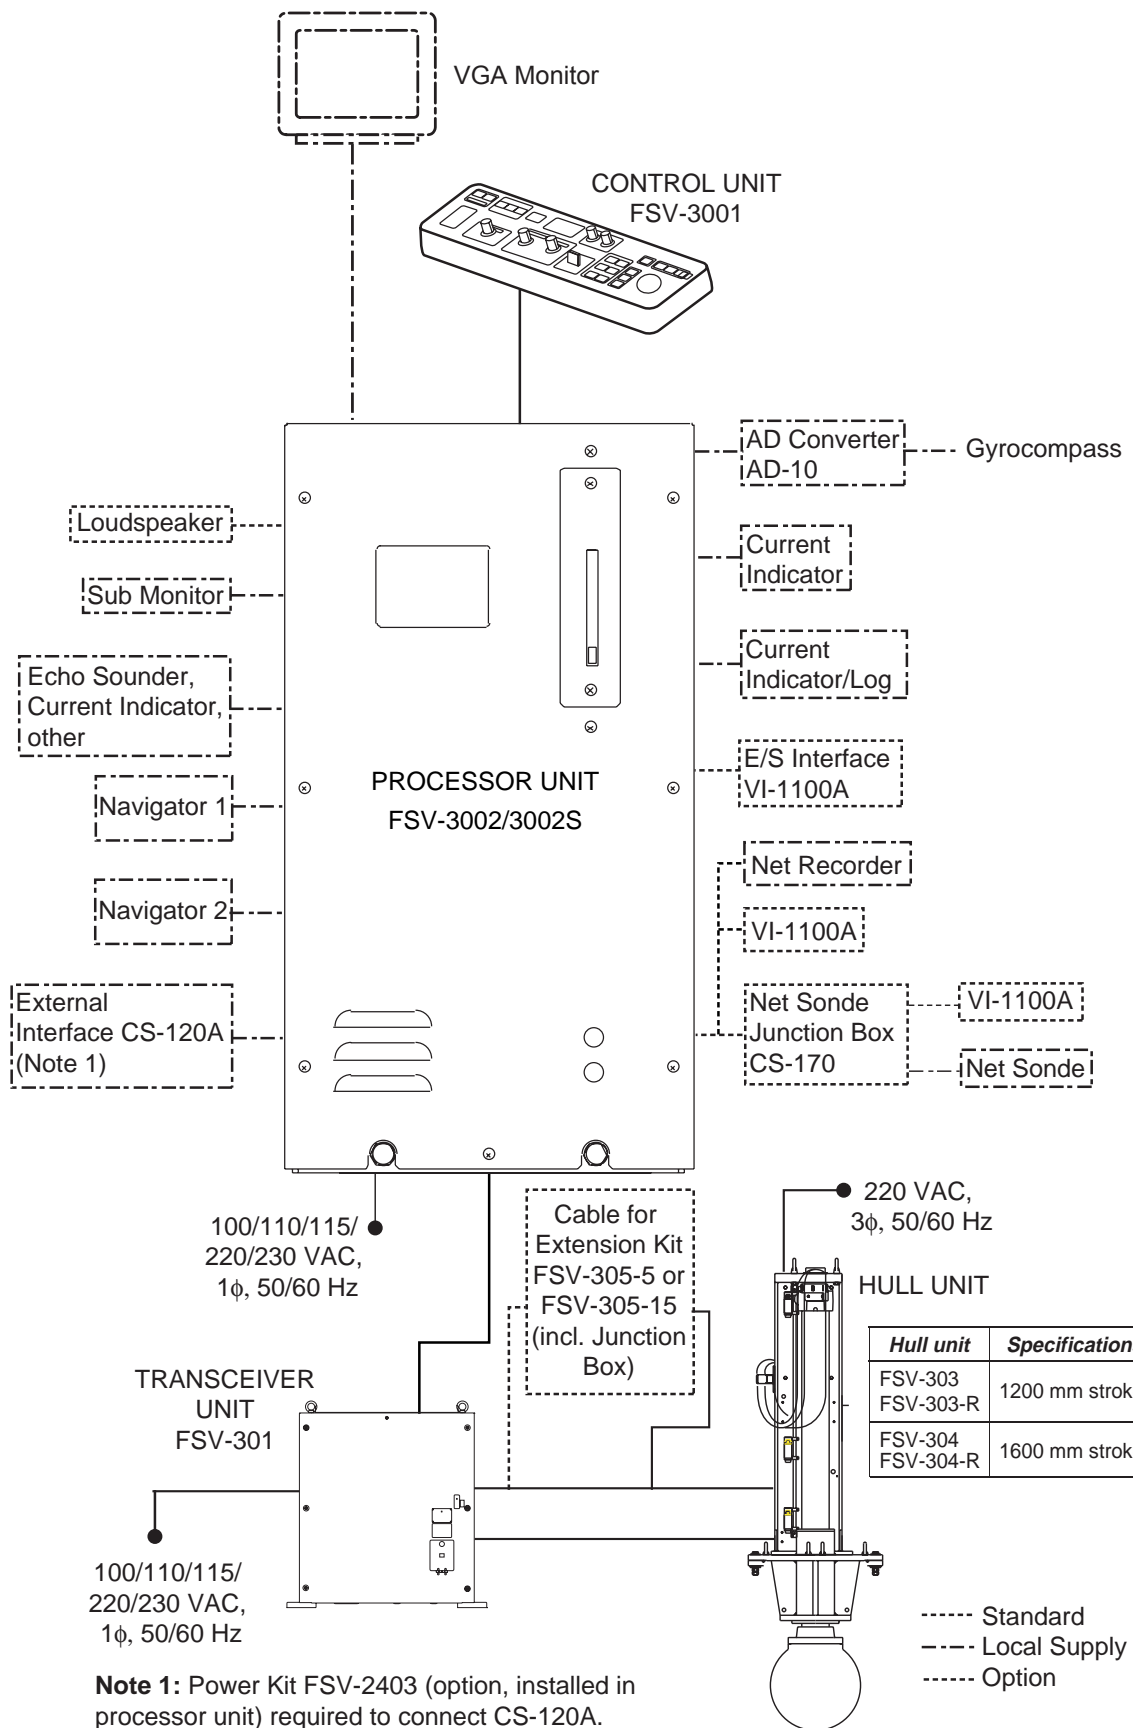 VGA Monitor
CONTROL UNIT
FSV-3001
AD Converter
AD-10
Gyrocompass
Loudspeaker
Current
Indicator
Sub Monitor
Current
Indicator/Log
Echo Sounder,
Current Indicator,
other
E/S Interface
VI-1100A
PROCESSOR UNIT
FSV-3002/3002S
Navigator 1
Net Recorder
Navigator 2
VI-1100A
External
Interface CS-120A
(Note 1)
Net Sonde
Junction Box
CS-170
VI-1100A
Net Sonde
100/110/115/
220/230 VAC,
1ϕ, 50/60 Hz
Cable for
Extension Kit
FSV-305-5 or
FSV-305-15
(incl. Junction
Box)
220 VAC,
3ϕ, 50/60 Hz
HULL UNIT
Hull unit Specification
FSV-303
FSV-303-R
1200 mm strok
FSV-304
FSV-304-R
1600 mm strok
TRANSCEIVER
UNIT
FSV-301
100/110/115/
220/230 VAC,
1ϕ, 50/60 Hz
Standard
Local Supply
Option
Note 1: Power Kit FSV-2403 (option, installed in
processor unit) required to connect CS-120A.